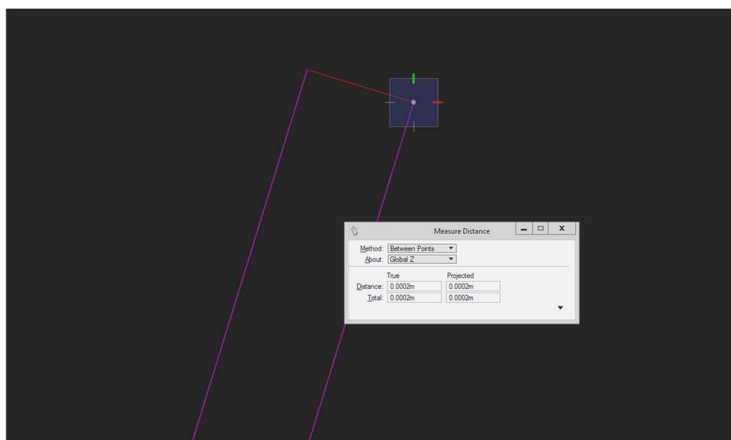 Measure Distance
Method: Between Points
About: Global Z
True Projected
Distance: 0.0002m 0.0002m
Total: 0.0002m 0.0002m